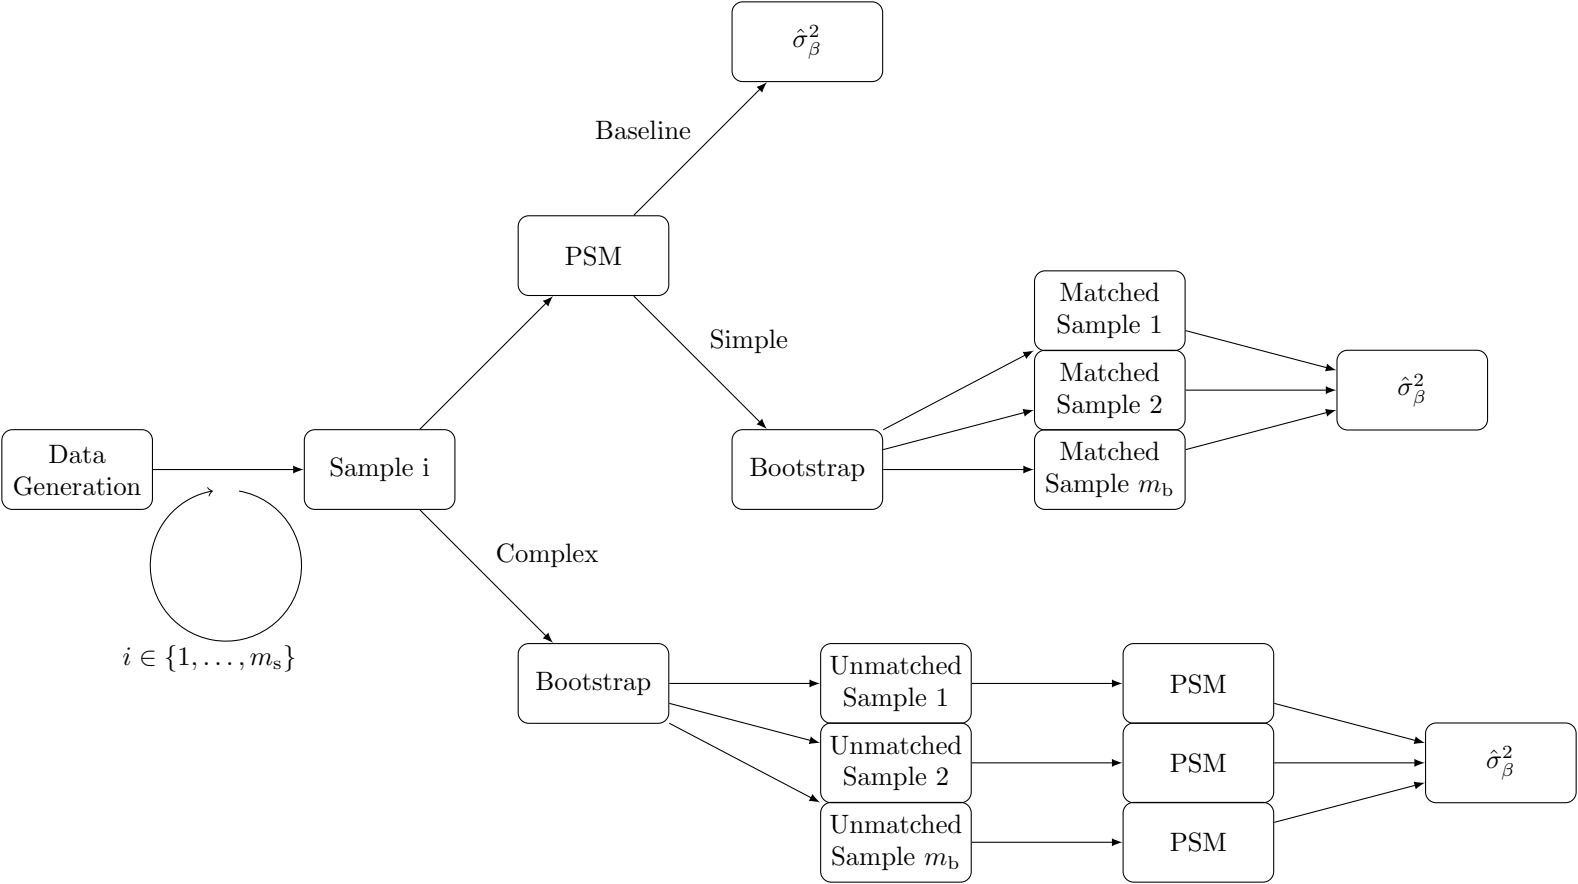 σ̂²_β
Baseline
PSM
Simple
Matched
Sample 1
Matched
Sample 2
Matched
Sample m_b
σ̂²_β
Data
Generation
Sample i
Bootstrap
Complex
i ∈ {1, . . . , m_s}
Bootstrap
Unmatched
Sample 1
PSM
Unmatched
Sample 2
PSM
σ̂²_β
Unmatched
Sample m_b
PSM